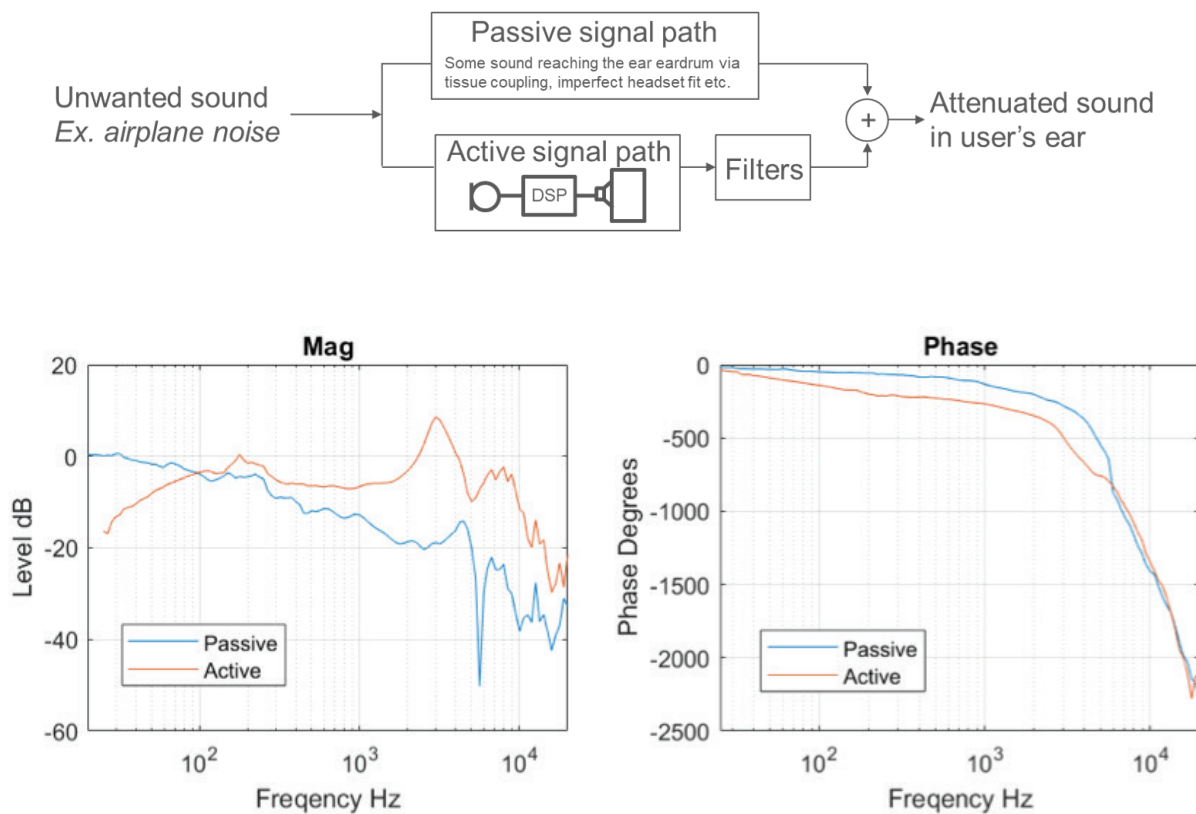 Passive signal path
Some sound reaching the ear eardrum via
tissue coupling, imperfect headset fit etc.
Unwanted sound
Ex. airplane noise
+
Attenuated sound
in user's ear
Active signal path
DSP
Filters
Mag
20
0
-20
-40
-60
Level dB
Passive
Active
10^2
10^3
10^4
Freqency Hz
Phase
0
-500
-1000
-1500
-2000
-2500
Phase Degrees
Passive
Active
10^2
10^3
10^4
Freqency Hz